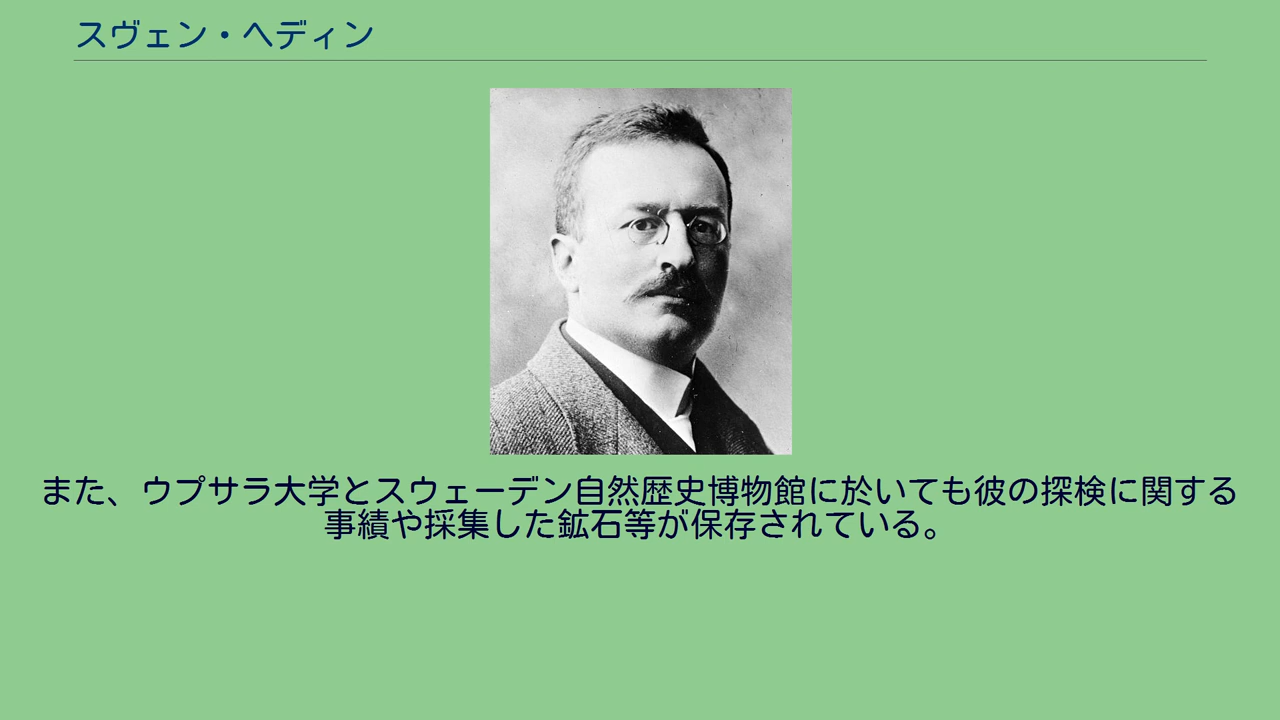 スヴェン・ヘディン
また、ウプサラ大学とスウェーデン自然歴史博物館に於いても彼の探検に関する
事績や採集した鉱石等が保存されている。